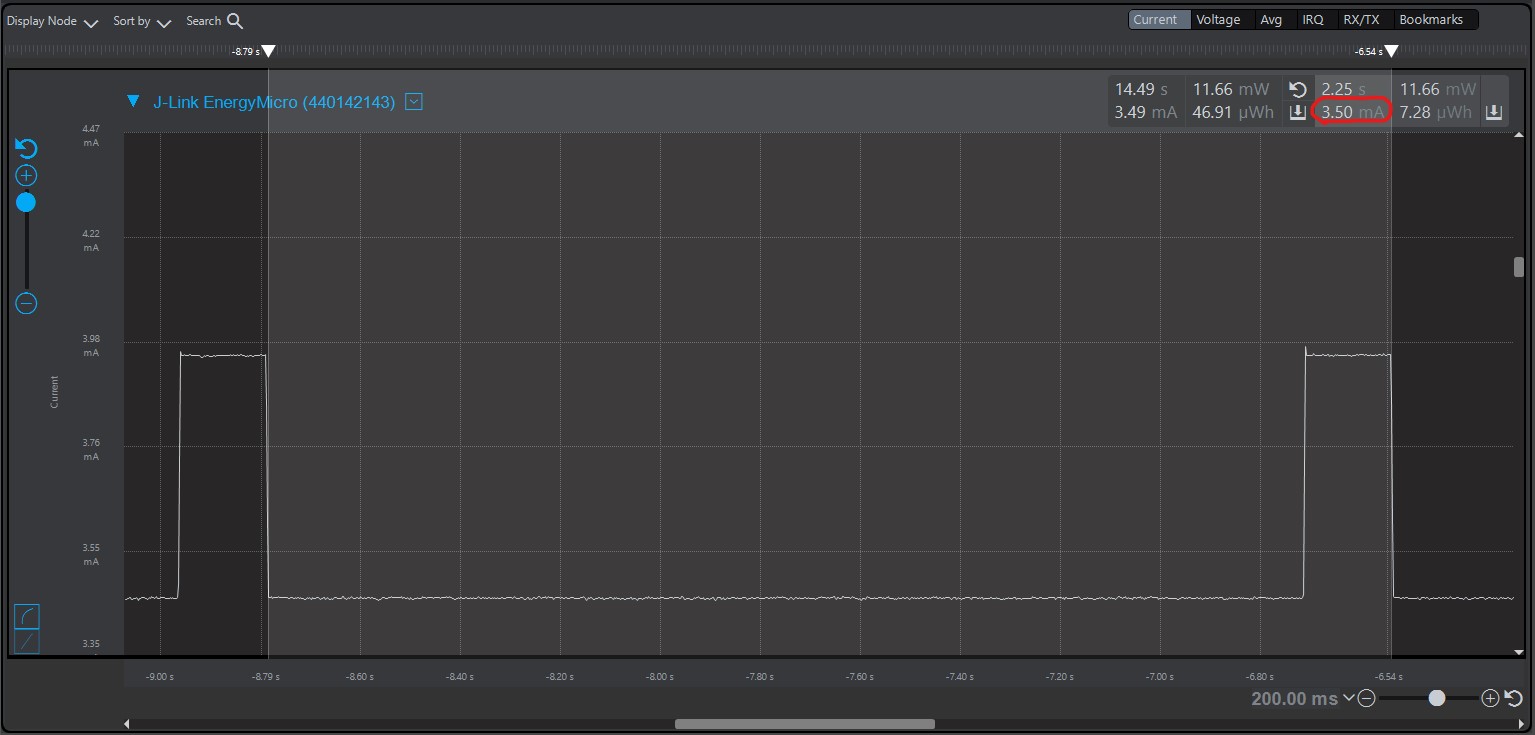 Display Node Sort by Search Current Voltage Avg IRQ RX/TX Bookmarks
-8.79 s -6.54 s
J-Link EnergyMicro (440142143)
14.49 s 11.66 mW 2.25 s 11.66 mW
3.49 mA 46.91 µWh 3.50 mA 7.28 µWh
4.47
mA
4.22
mA
3.98
mA
Current
3.76
mA
3.55
mA
3.35
-9.00 s -8.79 s -8.60 s -8.40 s -8.20 s -8.00 s -7.80 s -7.60 s -7.40 s -7.20 s -7.00 s -6.80 s -6.54 s
200.00 ms